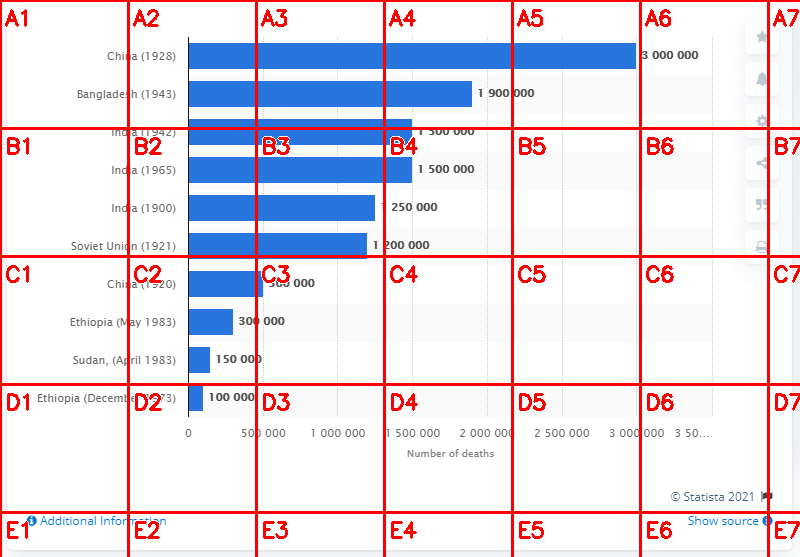 A1 A2 A3 A4 A5 A6 A7
China (1928) 3 000 000
Bangladesh (1943) 1 900 000
India (1942) 1 500 000
B1 B2 B3 B4 B5 B6 B7
India (1965) 1 500 000
India (1900) 1 250 000
Soviet Union (1921) 1 200 000
C1 C2 C3 C4 C5 C6 C7
China (1920) 500 000
Ethiopia (May 1983) 300 000
Sudan, (April 1983) 150 000
D1 D2 D3 D4 D5 D6 D7
Ethiopia (December 1973) 100 000
0 500 000 1 000 000 1 500 000 2 000 000 2 500 000 3 000 000 3 50...
Number of deaths
© Statista 2021
Additional Information Show source
E1 E2 E3 E4 E5 E6 E7